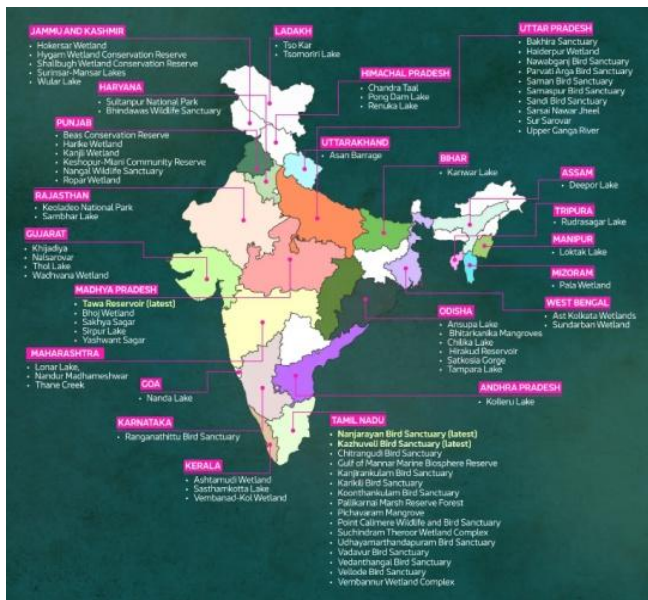 JAMMU AND KASHMIR
Hokersar Wetland
Hygam Wetland Conservation Reserve
Shallbugh Wetland Conservation Reserve
Surinsar-Mansar Lakes
Wular Lake
LADAKH
Tso Kar
Tsomoriri Lake
HIMACHAL PRADESH
Chandra Taal
Pong Dam Lake
Renuka Lake
UTTAR PRADESH
Bakhira Sanctuary
Haiderpur Wetland
Nawabganj Bird Sanctuary
Parvati Arga Bird Sanctuary
Saman Bird Sanctuary
Samaspur Bird Sanctuary
Sandi Bird Sanctuary
Sarsai Nawar Jheel
Sur Sarovar
Upper Ganga River
HARYANA
Sultanpur National Park
Bhindawas Wildlife Sanctuary
PUNJAB
Beas Conservation Reserve
Harike Wetland
Kanjli Wetland
Keshopur-Miani Community Reserve
Nangal Wildlife Sanctuary
Ropar Wetland
UTTARAKHAND
Asan Barrage
BIHAR
Kanwar Lake
ASSAM
Deepor Lake
TRIPURA
Rudrasagar Lake
MANIPUR
Loktak Lake
MIZORAM
Pala Wetland
WEST BENGAL
Ast Kolkata Wetlands
Sundarban Wetland
RAJASTHAN
Keoladeo National Park
Sambhar Lake
GUJARAT
Khijadiya
Nalsarovar
Thol Lake
Wadhvana Wetland
MADHYA PRADESH
Tawa Reservoir (latest)
Bhoj Wetland
Sakhya Sagar
Sirpur Lake
Yashwant Sagar
ODISHA
Ansupa Lake
Bhitarkanika Mangroves
Chilika Lake
Hirakud Reservoir
Satkosia Gorge
Tampara Lake
MAHARASHTRA
Lonar Lake,
Nandur Madhameshwar
Thane Creek
GOA
Nanda Lake
ANDHRA PRADESH
Kolleru Lake
KARNATAKA
Ranganathittu Bird Sanctuary
KERALA
Ashtamudi Wetland
Sasthamkotta Lake
Vembanad-Kol Wetland
TAMIL NADU
Nanjarayan Bird Sanctuary (latest)
Kazhuveli Bird Sanctuary (latest)
Chitrangudi Bird Sanctuary
Gulf of Mannar Marine Biosphere Reserve
Kanjirankulam Bird Sanctuary
Karikili Bird Sanctuary
Koonthankulam Bird Sanctuary
Pallikarnai Marsh Reserve Forest
Pichavaram Mangrove
Point Calimere Wildlife and Bird Sanctuary
Suchindram Theroor Wetland Complex
Udhayamarthandapuram Bird Sanctuary
Vadavur Bird Sanctuary
Vedanthangal Bird Sanctuary
Vellode Bird Sanctuary
Vembannur Wetland Complex